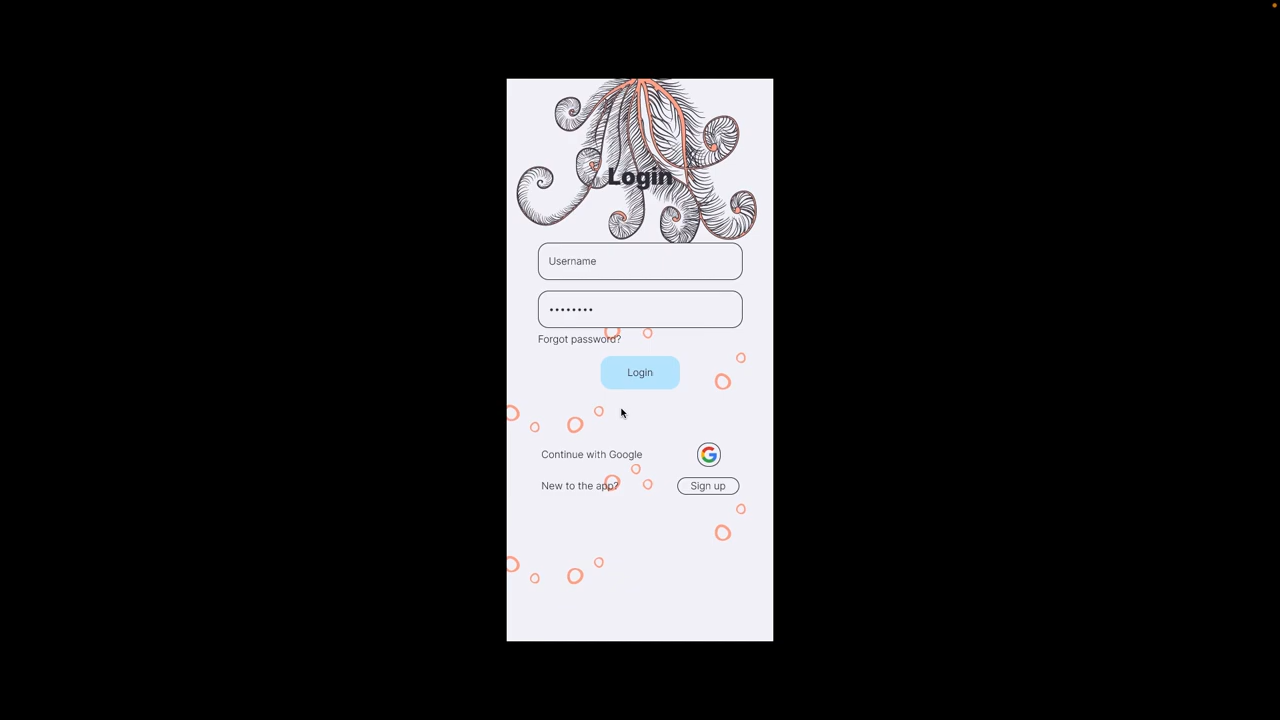 Login
Username
••••••••
Forgot password?
Login
Continue with Google
New to the app?
Sign up